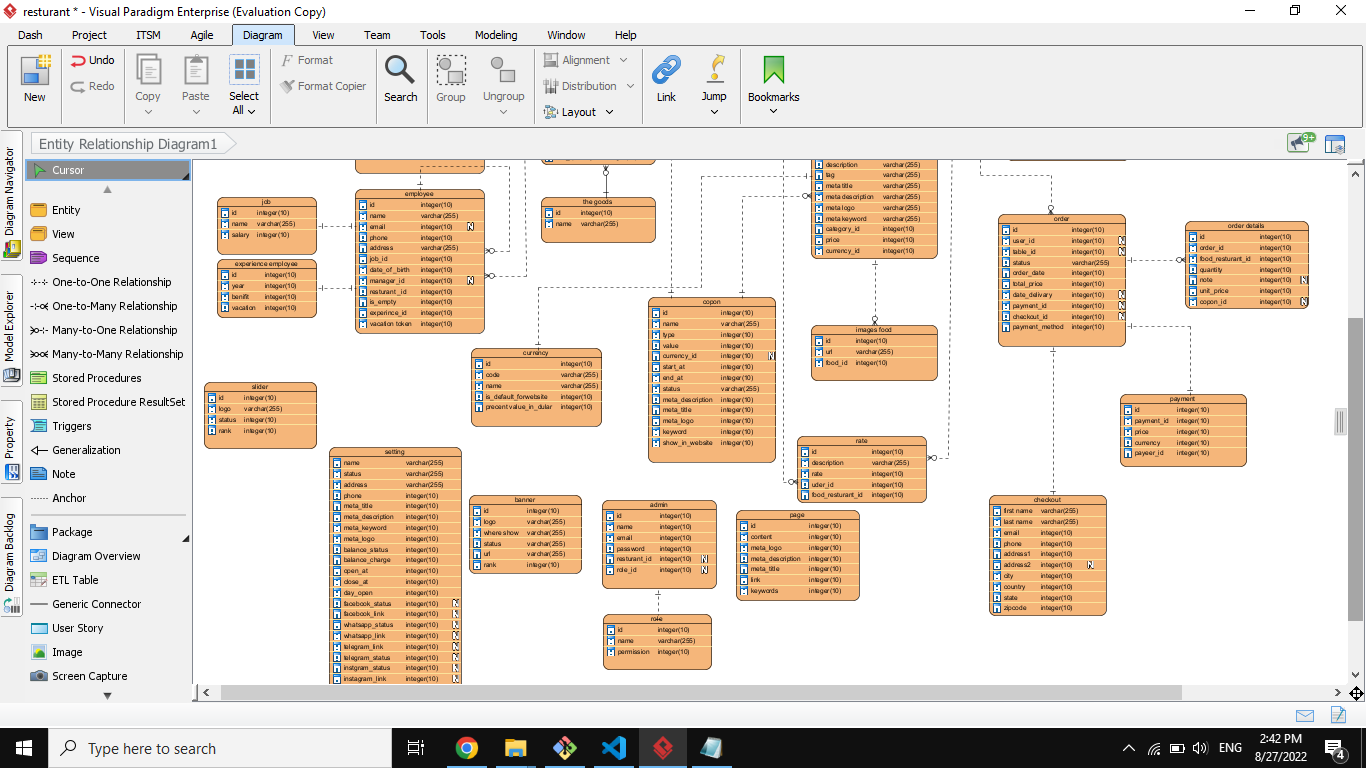 resturant * - Visual Paradigm Enterprise (Evaluation Copy)
Dash Project ITSM Agile Diagram View Team Tools Modeling Window Help
New
Undo
Redo
Copy
Paste
Select All
Format
Format Copier
Search
Group
Ungroup
Alignment
Distribution
Layout
Link
Jump
Bookmarks
Entity Relationship Diagram1
9+
Diagram Navigator
Model Explorer
Property
Diagram Backlog
Cursor
Entity
View
Sequence
One-to-One Relationship
One-to-Many Relationship
Many-to-One Relationship
Many-to-Many Relationship
Stored Procedures
Stored Procedure ResultSet
Triggers
Generalization
Note
Anchor
Package
Diagram Overview
ETL Table
Generic Connector
User Story
Image
Screen Capture
job
id integer(10)
name varchar(255)
salary integer(10)
experience employee
id integer(10)
year integer(10)
benifit integer(10)
vacation integer(10)
employee
id integer(10)
name varchar(255)
email integer(10) N
phone integer(10)
address varchar(255)
job_id integer(10)
date_of_birth integer(10)
manager_id integer(10) N
resturant_id integer(10)
is_empty integer(10)
experince_id integer(10)
vacation token integer(10)
the goods
id integer(10)
name varchar(255)
description varchar(255)
tag varchar(255)
meta title varchar(255)
meta description varchar(255)
meta logo varchar(255)
meta keyword varchar(255)
category_id integer(10)
price integer(10)
currency_id integer(10)
order
id integer(10)
user_id integer(10) N
table_id integer(10) N
status varchar(255)
order_date integer(10)
total_price integer(10)
date_delivery integer(10) N
payment_id integer(10) N
checkout_id integer(10) N
payment_method integer(10)
order details
id integer(10)
order_id integer(10)
food_resturant_id integer(10)
quantity integer(10)
note integer(10) N
unit_price integer(10)
copon_id integer(10) N
currency
id integer(10)
code varchar(255)
name varchar(255)
is_default_forwebsite integer(10)
precent value_in_dular integer(10)
copon
id integer(10)
name varchar(255)
type integer(10)
value integer(10)
currency_id integer(10) N
start_at integer(10)
end_at integer(10)
status varchar(255)
meta_description integer(10)
meta_title integer(10)
meta_logo integer(10)
keyword integer(10)
show_in_website integer(10)
images food
id integer(10)
url varchar(255)
food_id integer(10)
slider
id integer(10)
logo varchar(255)
status integer(10)
rank integer(10)
payment
id integer(10)
payment_id integer(10)
price integer(10)
currency integer(10)
payeer_id integer(10)
rate
id integer(10)
description varchar(255)
rate integer(10)
uder_id integer(10)
food_resturant_id integer(10)
setting
name varchar(255)
status varchar(255)
address varchar(255)
phone integer(10)
meta_title integer(10)
meta_description integer(10)
meta_keyword integer(10)
meta_logo integer(10)
balance_status integer(10)
balance_charge integer(10)
open_at integer(10)
close_at integer(10)
day_open integer(10)
facebook_status integer(10) N
facebook_link integer(10) N
whatsapp_status integer(10) N
whatsapp_link integer(10) N
telegram_link integer(10) N
telegram_status integer(10) N
instgram_status integer(10) N
instagram_link integer(10) N
banner
id integer(10)
logo varchar(255)
where show varchar(255)
status varchar(255)
url varchar(255)
rank integer(10)
admin
id integer(10)
name integer(10)
email integer(10)
password integer(10)
resturant_id integer(10) N
role_id integer(10) N
page
id integer(10)
content integer(10)
meta_logo integer(10)
meta_description integer(10)
meta_title integer(10)
link integer(10)
keywords integer(10)
checkout
first name varchar(255)
last name varchar(255)
email integer(10)
phone integer(10)
address1 integer(10)
address2 integer(10) N
city integer(10)
country integer(10)
state integer(10)
zipcode integer(10)
role
id integer(10)
name varchar(255)
permission integer(10)
Type here to search
ENG
2:42 PM
8/27/2022
4